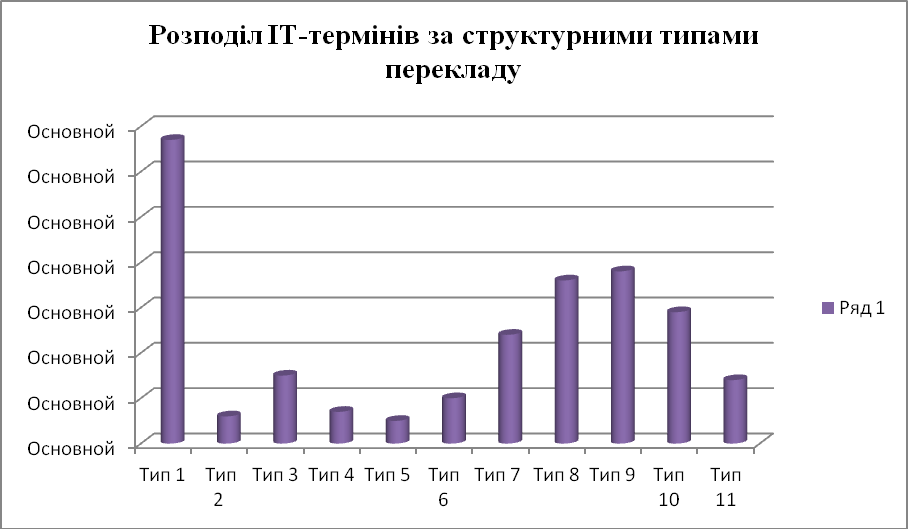 Розподіл ІТ-термінів за структурними типами
перекладу
Основной
Основной
Основной
Основной
Основной
Основной
Основной
Основной
Ряд 1
Тип 1
Тип
2
Тип 3
Тип 4
Тип 5
Тип
6
Тип 7
Тип 8
Тип 9
Тип
10
Тип
11